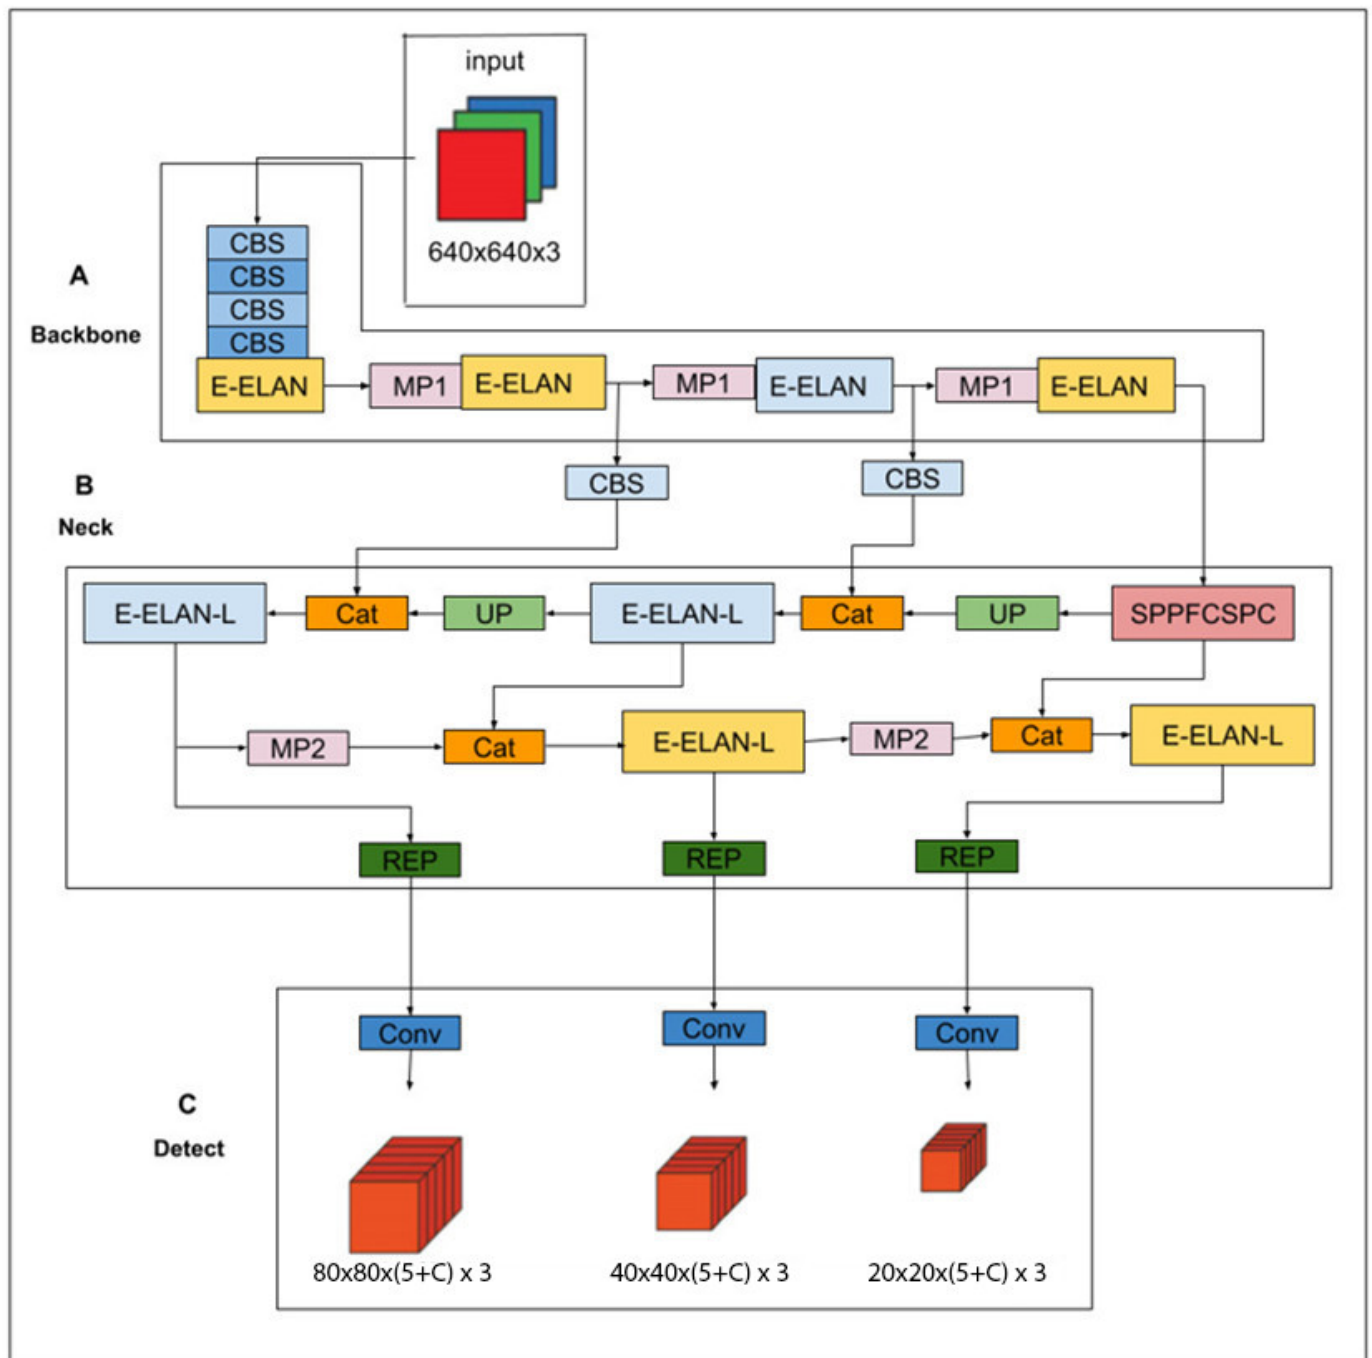 input
640x640x3
A
Backbone
CBS
CBS
CBS
CBS
E-ELAN
MP1
E-ELAN
MP1
E-ELAN
MP1
E-ELAN
B
Neck
CBS
CBS
E-ELAN-L
Cat
UP
E-ELAN-L
Cat
UP
SPPFCSPC
MP2
Cat
E-ELAN-L
MP2
Cat
E-ELAN-L
REP
REP
REP
C
Detect
Conv
Conv
Conv
80x80x(5+C) x 3
40x40x(5+C) x 3
20x20x(5+C) x 3